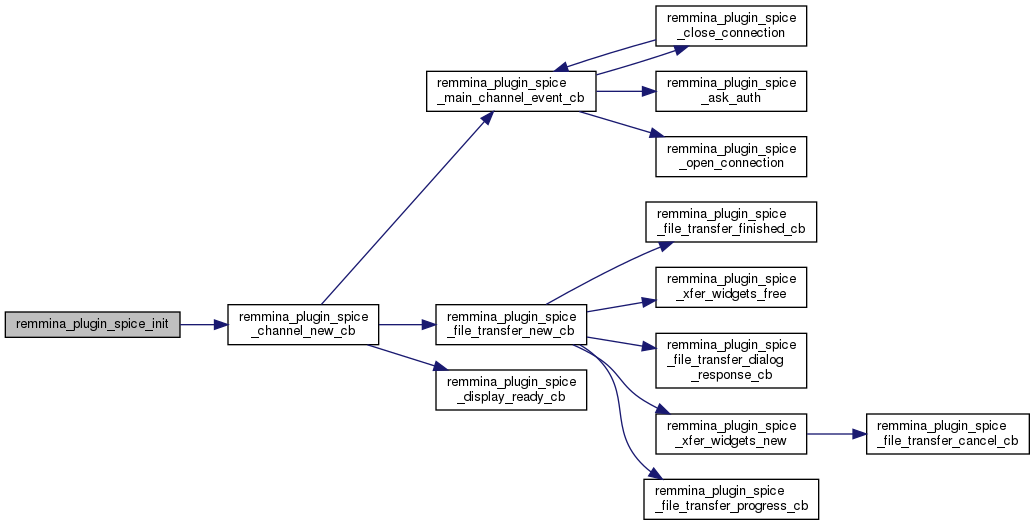 remmina_plugin_spice_init
remmina_plugin_spice
_channel_new_cb
remmina_plugin_spice
_main_channel_event_cb
remmina_plugin_spice
_close_connection
remmina_plugin_spice
_ask_auth
remmina_plugin_spice
_open_connection
remmina_plugin_spice
_file_transfer_new_cb
remmina_plugin_spice
_file_transfer_finished_cb
remmina_plugin_spice
_xfer_widgets_free
remmina_plugin_spice
_file_transfer_dialog
_response_cb
remmina_plugin_spice
_xfer_widgets_new
remmina_plugin_spice
_file_transfer_cancel_cb
remmina_plugin_spice
_file_transfer_progress_cb
remmina_plugin_spice
_display_ready_cb